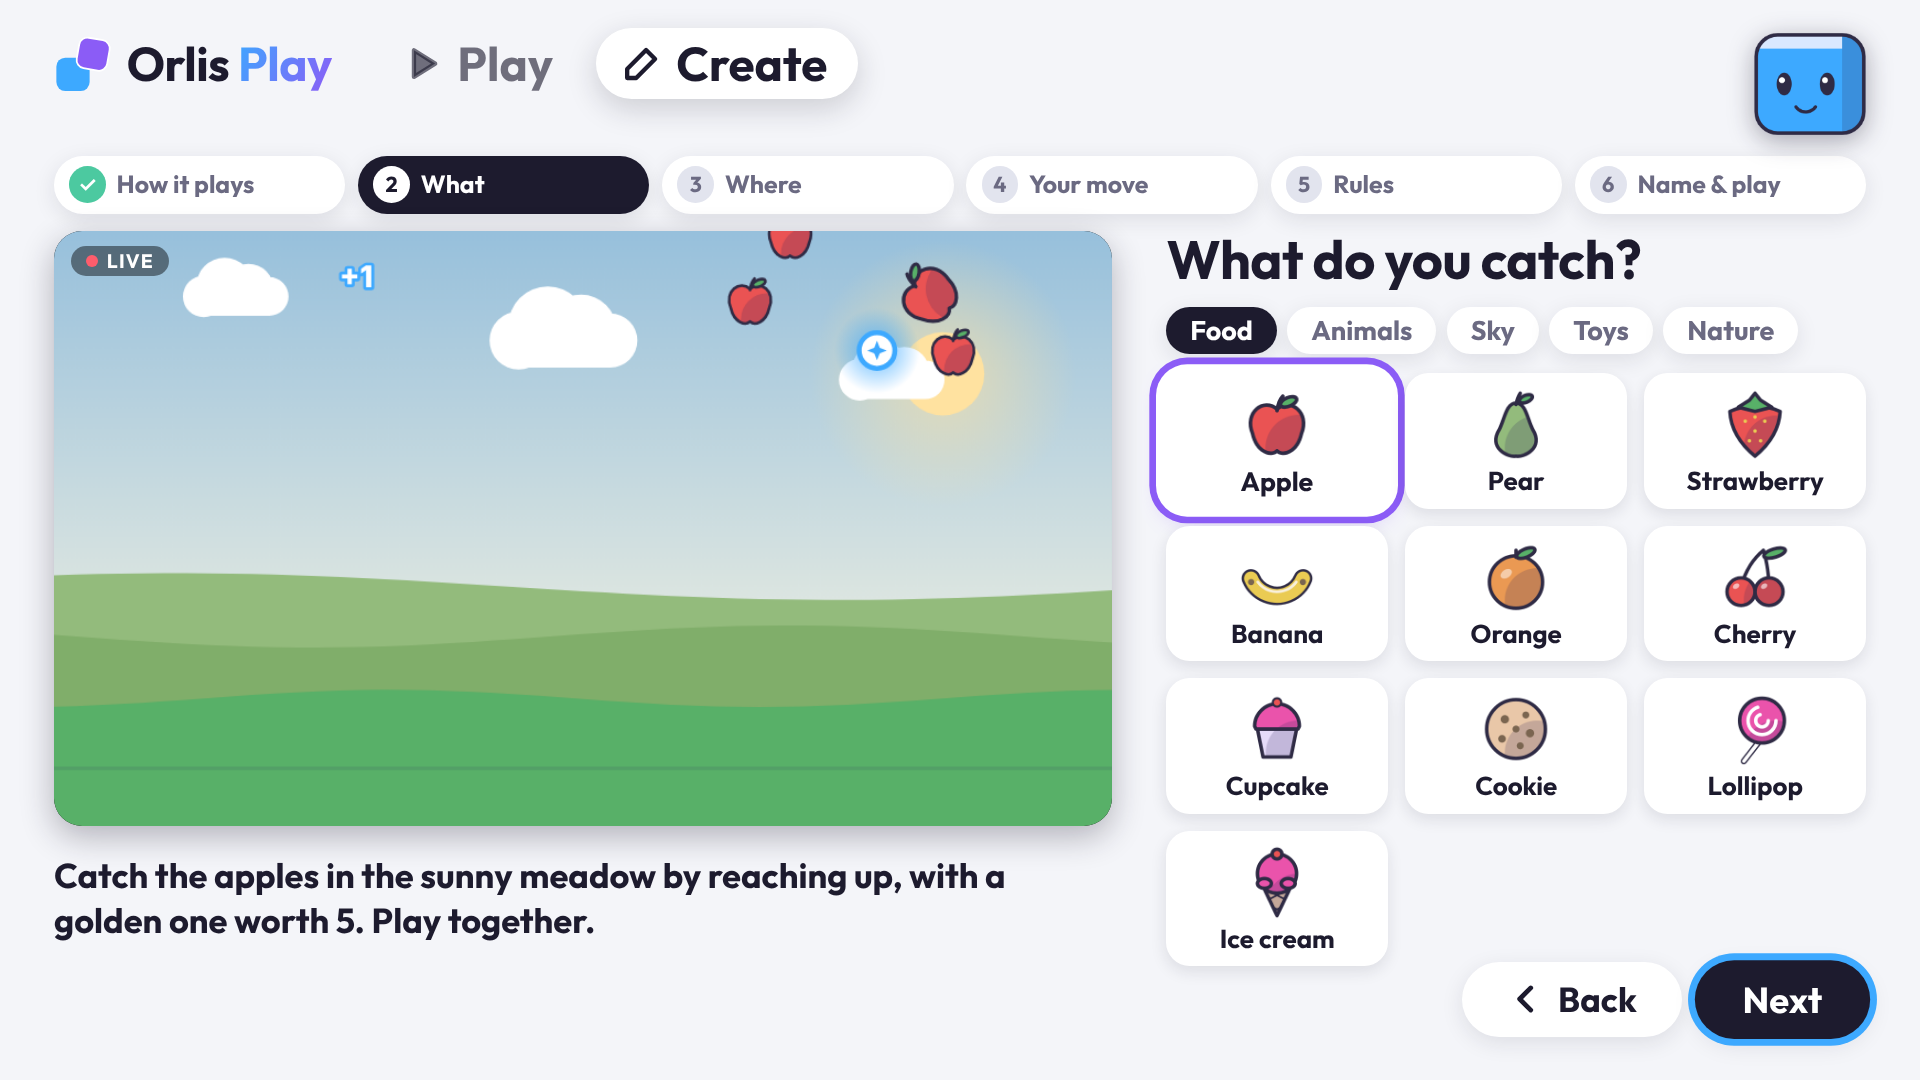 Orlis Play
Play
Create
How it plays
2 What
3 Where
4 Your move
5 Rules
6 Name & play
LIVE
+1
Catch the apples in the sunny meadow by reaching up, with a
golden one worth 5. Play together.
What do you catch?
Food
Animals
Sky
Toys
Nature
Apple
Pear
Strawberry
Banana
Orange
Cherry
Cupcake
Cookie
Lollipop
Ice cream
Back
Next